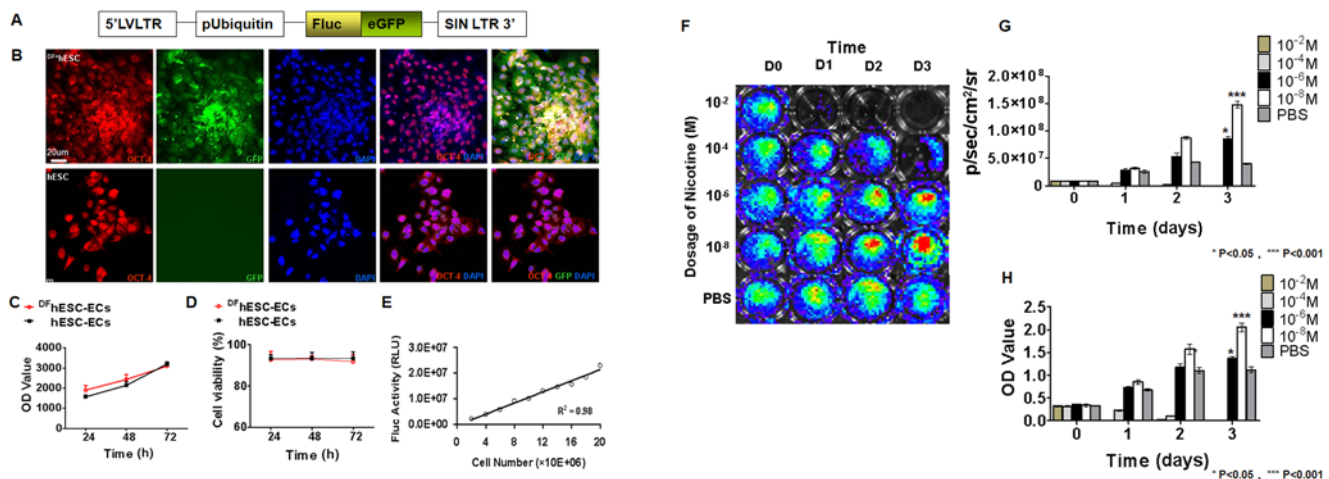 A
5'LVLTR
pUbiquitin
Fluc
eGFP
SIN LTR 3'
B
DF+hESC
20um
OCT-4
GFP
DAPI
OCT-4 DAPI
OCT-4 GFP DAPI
hESC
OCT-4
GFP
DAPI
OCT-4 DAPI
OCT-4 GFP DAPI
C
DFhESC-ECs
hESC-ECs
OD Value
4000
3000
2000
1000
0
24 48 72
Time (h)
D
DFhESC-ECs
hESC-ECs
Cell viability (%)
100
80
60
24 48 72
Time (h)
E
Fluc Activity (RLU)
3.0E+07
2.0E+07
1.0E+07
0.0E+00
R² = 0.98
0 4 8 12 16 20
Cell Number (×10E+06)
F
Time
D0 D1 D2 D3
Dosage of Nicotine (M)
10-2
10-4
10-6
10-8
PBS
G
10-2M
10-4M
10-6M
10-8M
PBS
p/sec/cm²/sr
2.0×10⁸
1.5×10⁸
1.0×10⁸
5.0×10⁷
0
* ***
0 1 2 3
Time (days)
* P<0.05 , *** P<0.001
H
10-2M
10-4M
10-6M
10-8M
PBS
OD Value
2.5
2.0
1.5
1.0
0.5
0.0
* ***
0 1 2 3
Time (days)
* P<0.05 , *** P<0.001